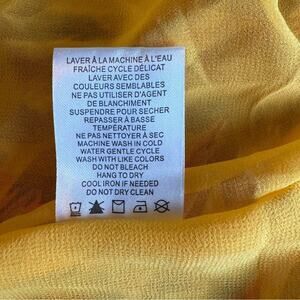 LAVER À LA MACHINE À L'EAU
FRAÎCHE CYCLE DÉLICAT
LAVER AVEC DES
COULEURS SEMBLABLES
NE PAS UTILISER D'AGENT
DE BLANCHIMENT
SUSPENDRE POUR SECHER
REPASSER À BASSE
TEMPÉRATURE
NE PAS NETTOYER À SEC
MACHINE WASH IN COLD
WATER GENTLE CYCLE
WASH WITH LIKE COLORS
DO NOT BLEACH
HANG TO DRY
COOL IRON IF NEEDED
DO NOT DRY CLEAN